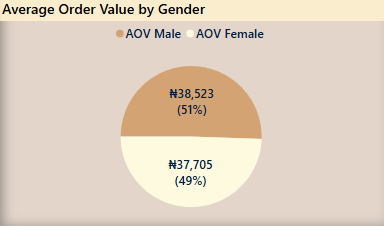 Average Order Value by Gender
AOV Male AOV Female
₦38,523
(51%)
₦37,705
(49%)